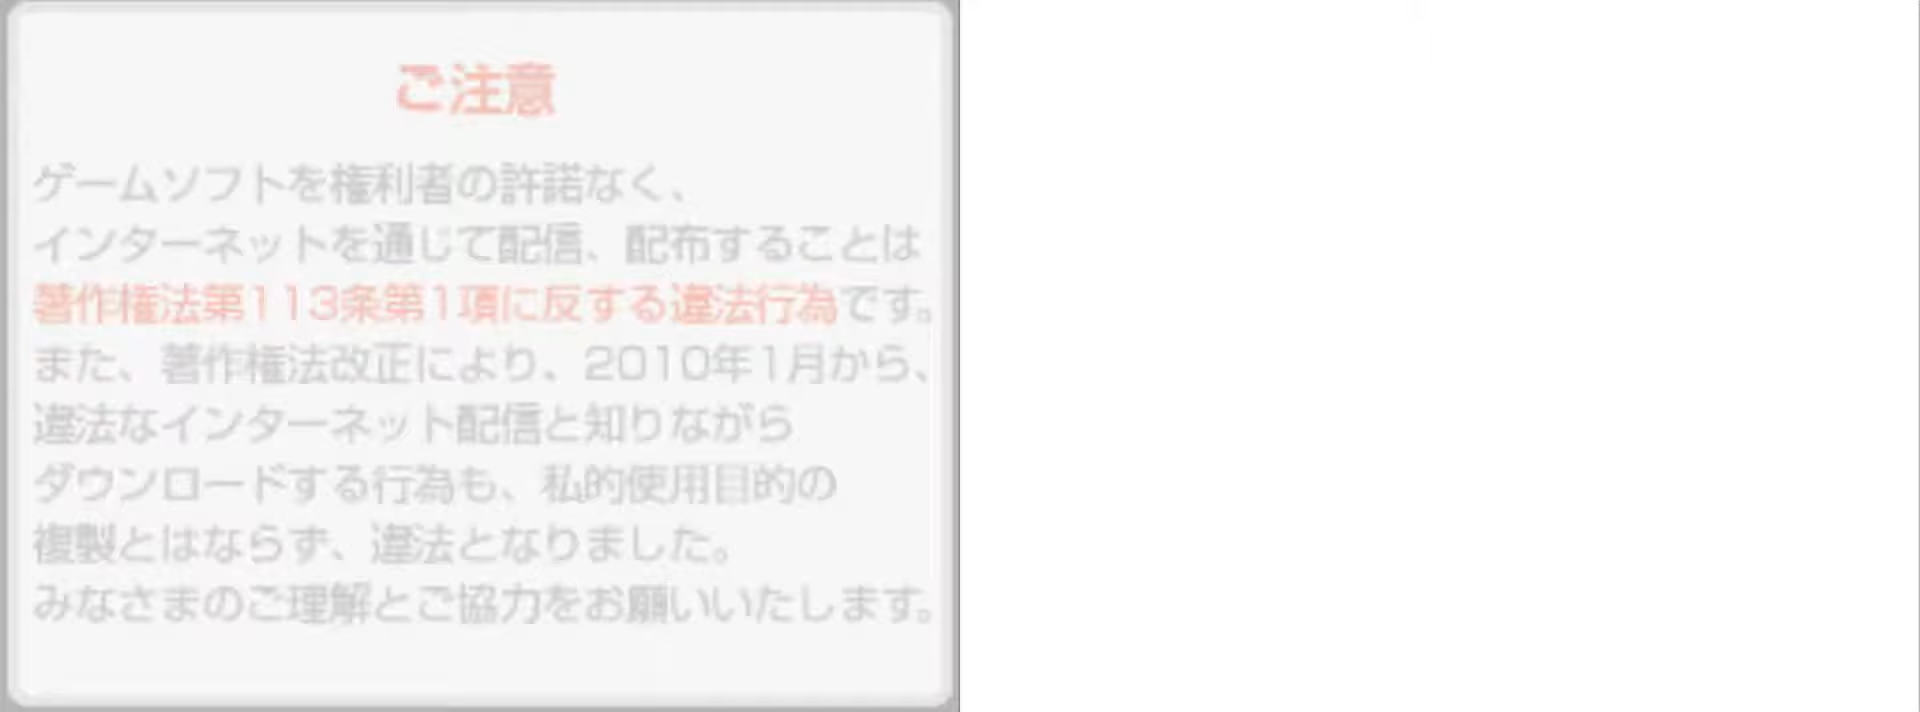 ご注意
ゲームソフトを権利者の許諾なく、
インターネットを通じて配信、配布することは
著作権法第113条第1項に反する違法行為です。
また、著作権法改正により、2010年1月から、
違法なインターネット配信と知りながら
ダウンロードする行為も、私的使用目的の
複製とはならず、違法となりました。
みなさまのご理解とご協力をお願いいたします。